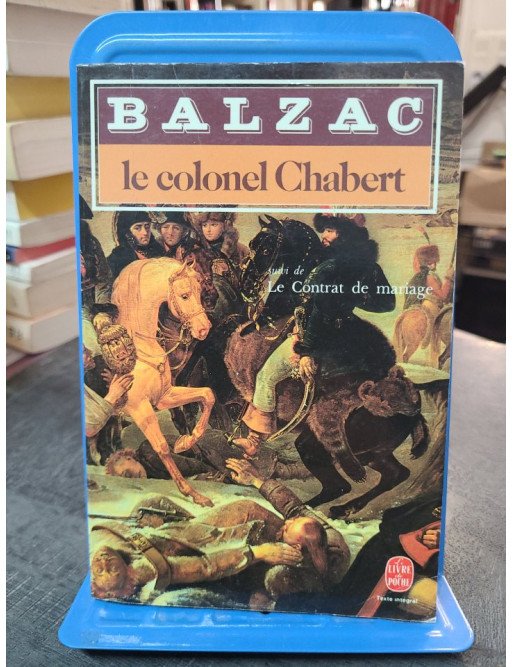 BALZAC
le colonel Chabert
suivi de
Le Contrat de mariage
Le
LIVRE
de
POCHE
Texte intégral